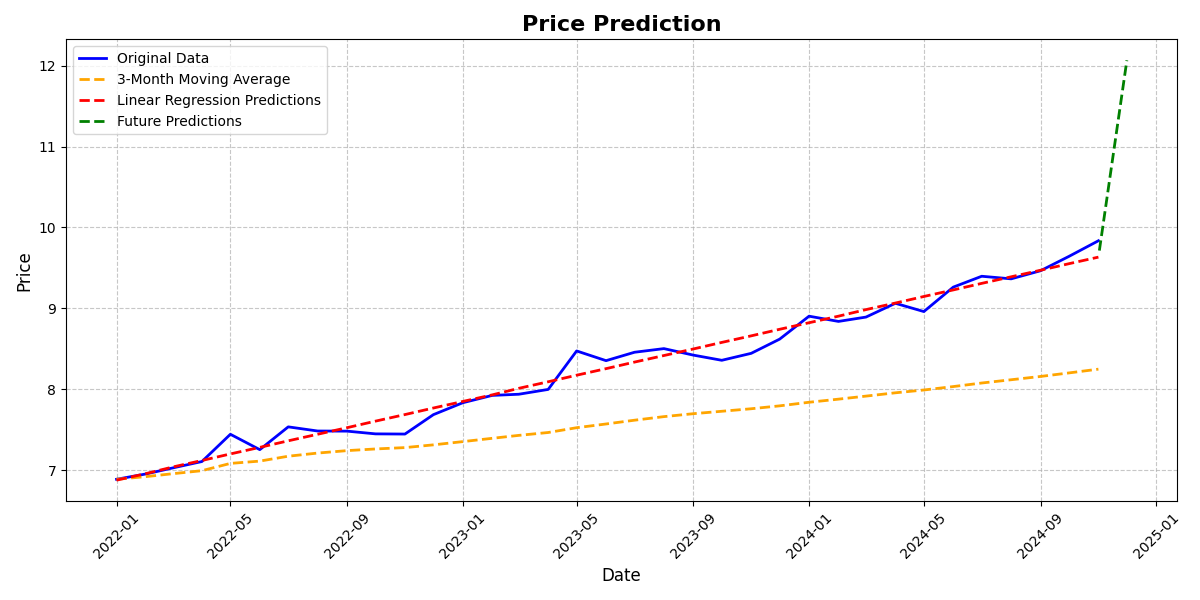 Price Prediction
Original Data
3-Month Moving Average
Linear Regression Predictions
Future Predictions
Price
12
11
10
9
8
7
2022-01
2022-05
2022-09
2023-01
2023-05
2023-09
2024-01
2024-05
2024-09
2025-01
Date